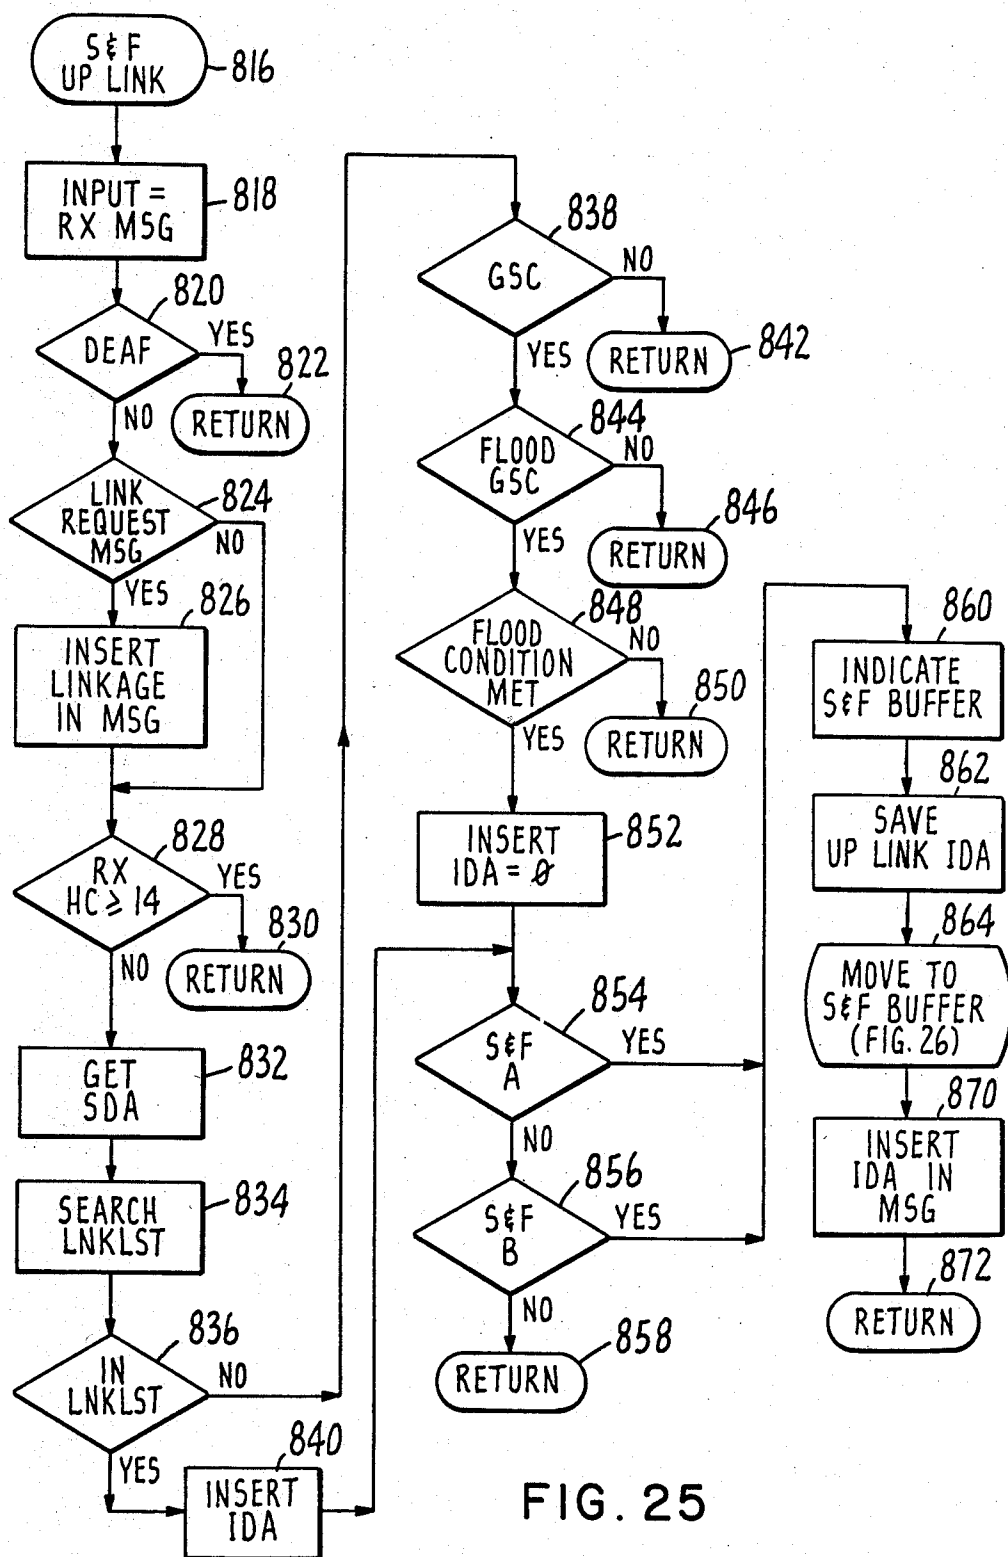 S&F
UP LINK
816
INPUT =
RX MSG
818
DEAF
820
YES
822
RETURN
NO
LINK
REQUEST
MSG
824
NO
YES
826
INSERT
LINKAGE
IN MSG
828
RX
HC ≥ 14
YES
830
RETURN
NO
GET
SDA
832
SEARCH
LNKLST
834
836
IN
LNKLST
NO
YES
840
INSERT
IDA
838
GSC
NO
RETURN
842
YES
844
FLOOD
GSC
NO
846
RETURN
YES
848
FLOOD
CONDITION
MET
NO
850
RETURN
YES
INSERT
IDA = Ø
852
854
S&F
A
YES
NO
856
S&F
B
YES
NO
RETURN
858
860
INDICATE
S&F BUFFER
862
SAVE
UP LINK IDA
864
MOVE TO
S&F BUFFER
(FIG. 26)
870
INSERT
IDA IN
MSG
872
RETURN
FIG. 25